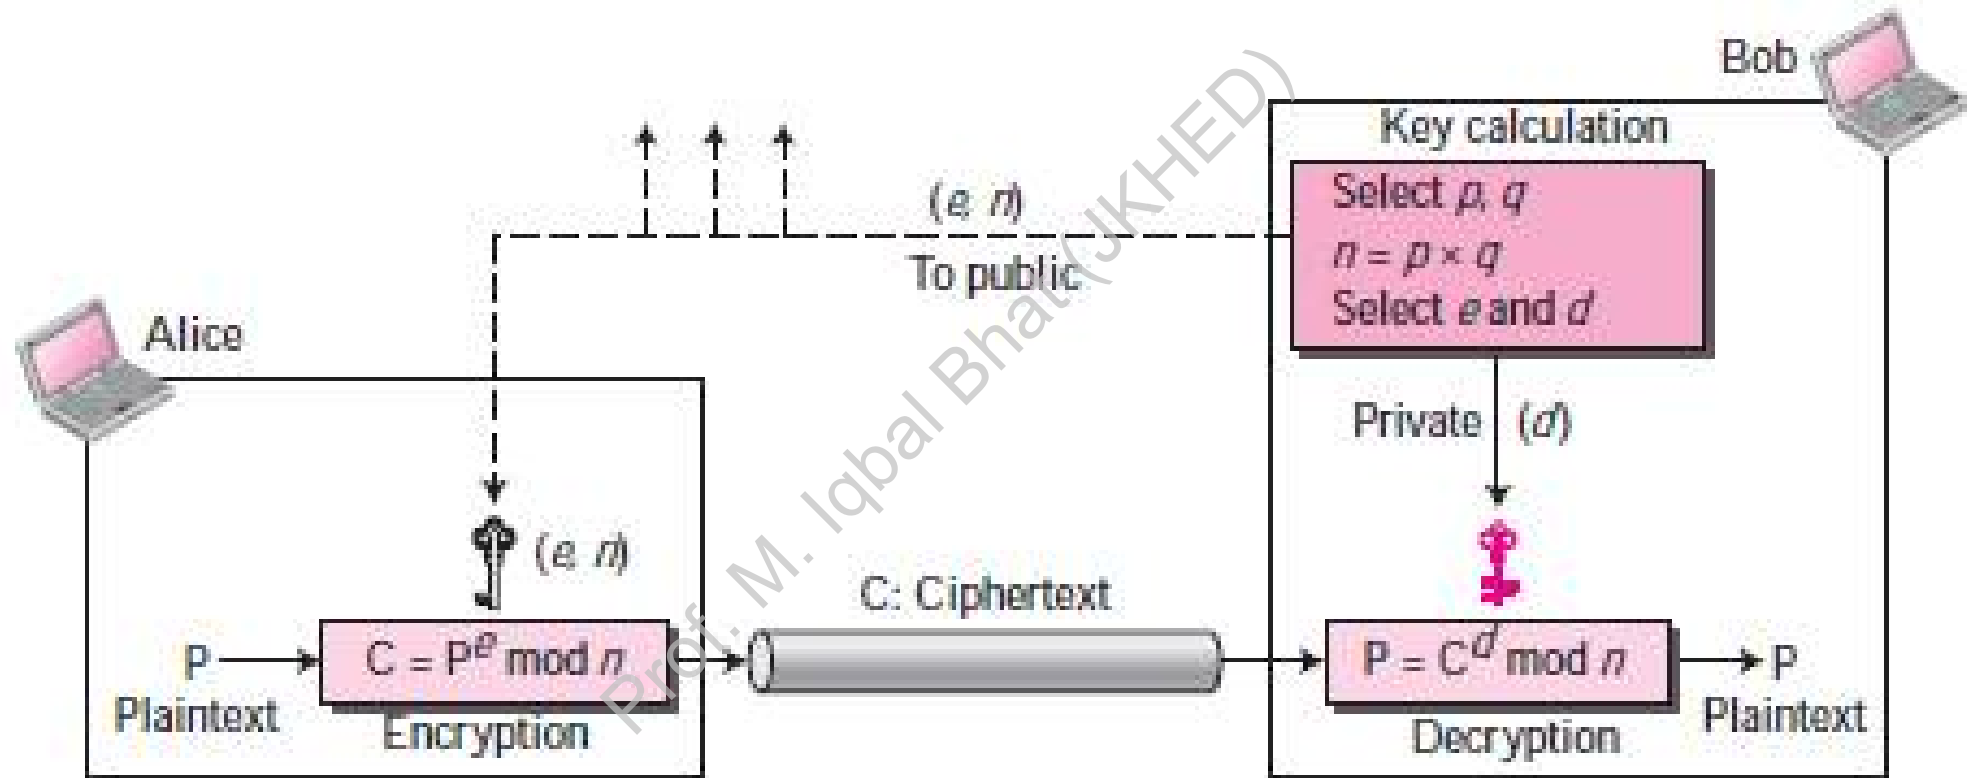 Bob
Key calculation
Select p, q
n = p × q
Select e and d
(e, n)
To public
Alice
Private (d)
(e, n)
C: Ciphertext
P
Plaintext
C = P^e mod n
Encryption
P = C^d mod n
Decryption
P
Plaintext
Prof. M. Iqbal Bhat (JKHED)